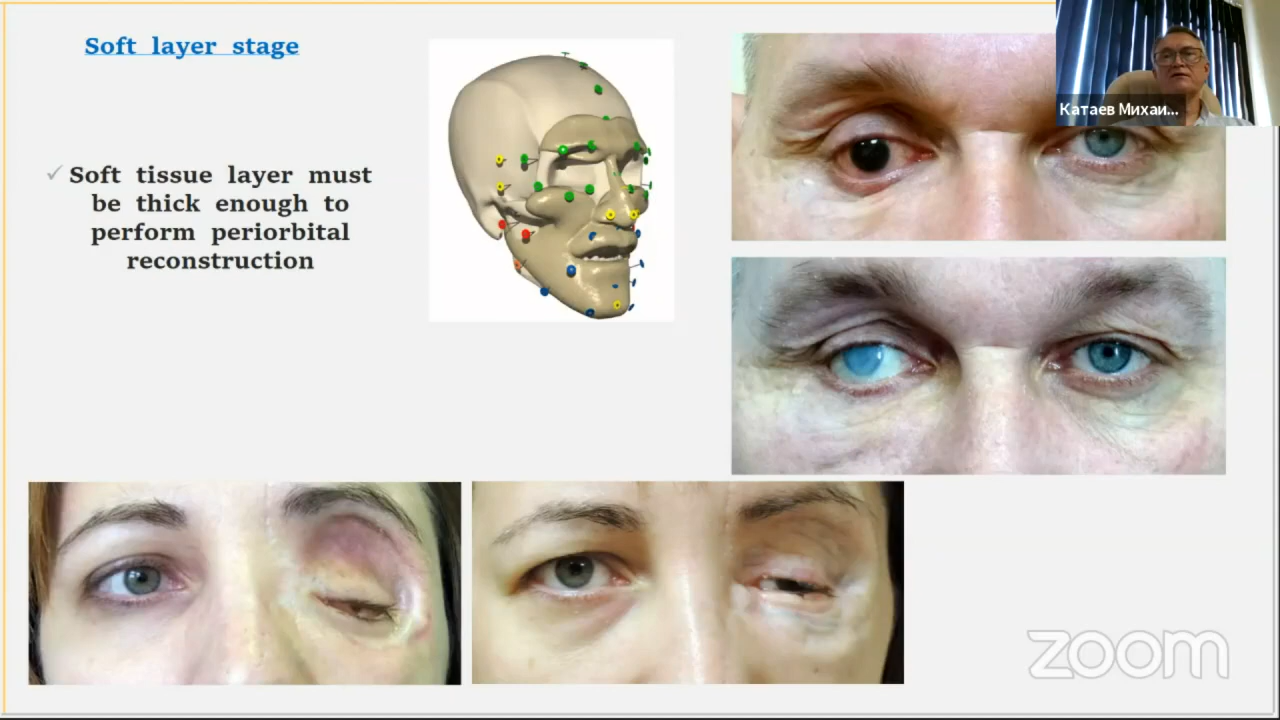 Soft layer stage
Катаев Михаи...
✓ Soft tissue layer must
be thick enough to
perform periorbital
reconstruction
zoom